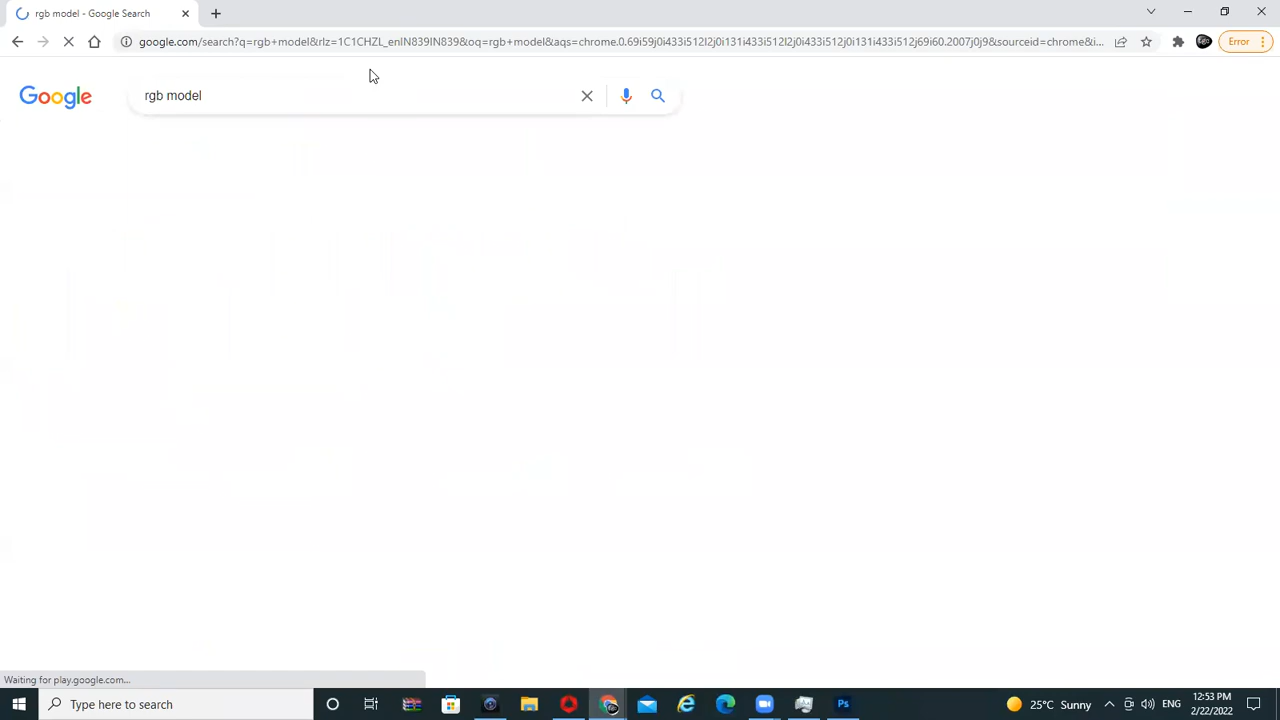 rgb model - Google Search
google.com/search?q=rgb+model&rlz=1C1CHZL_enIN839IN839&oq=rgb+model&aqs=chrome.0.69i59j0i433i512l2j0i131i433i512l2j0i433i512j0i131i433i512j69i60.2007j0j9&sourceid=chrome&i...
Error
Google
rgb model
Waiting for play.google.com...
Type here to search
Ps
25°C Sunny
ENG
12:53 PM
2/22/2022